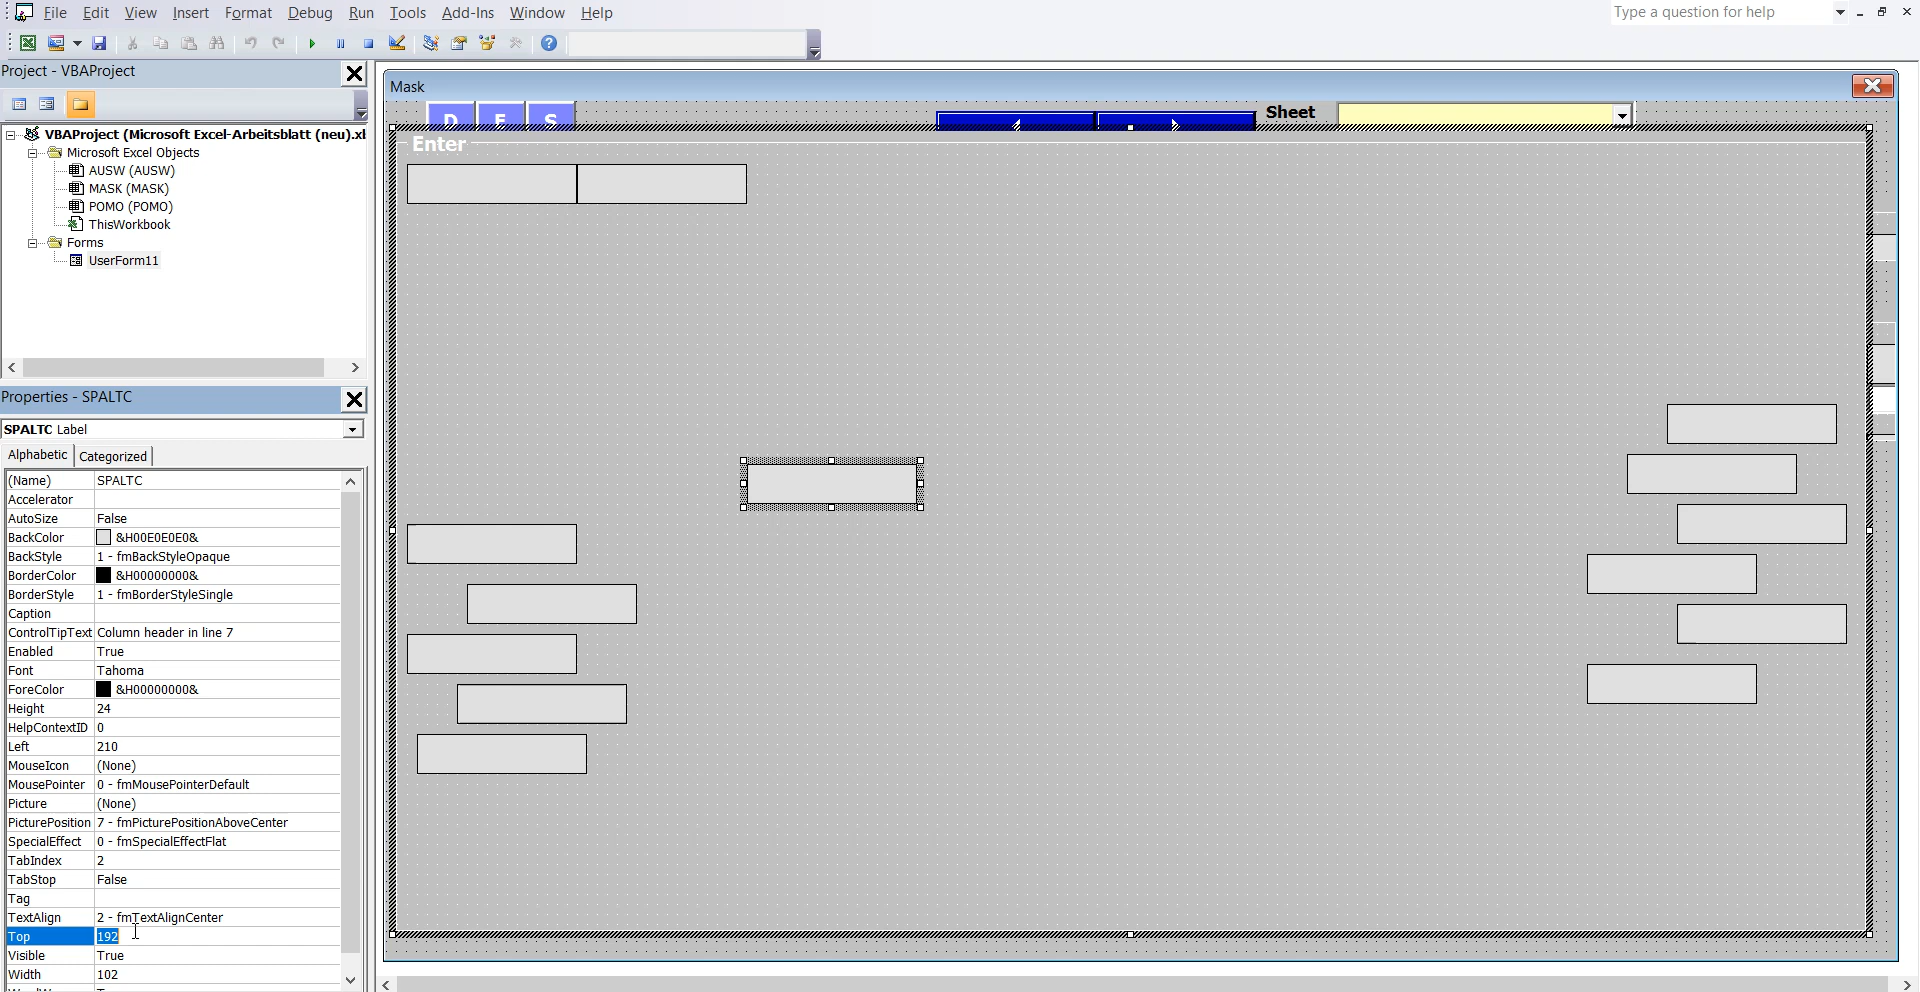 File Edit View Insert Format Debug Run Tools Add-Ins Window Help
Type a question for help
Project - VBAProject
VBAProject (Microsoft Excel-Arbeitsblatt (neu).xl
Microsoft Excel Objects
AUSW (AUSW)
MASK (MASK)
POMO (POMO)
ThisWorkbook
Forms
UserForm11
Properties - SPALTC
SPALTC Label
Alphabetic Categorized
(Name) SPALTC
Accelerator
AutoSize False
BackColor &H00E0E0E0&
BackStyle 1 - fmBackStyleOpaque
BorderColor &H00000000&
BorderStyle 1 - fmBorderStyleSingle
Caption
ControlTipText Column header in line 7
Enabled True
Font Tahoma
ForeColor &H00000000&
Height 24
HelpContextID 0
Left 210
MouseIcon (None)
MousePointer 0 - fmMousePointerDefault
Picture (None)
PicturePosition 7 - fmPicturePositionAboveCenter
SpecialEffect 0 - fmSpecialEffectFlat
TabIndex 2
TabStop False
Tag
TextAlign 2 - fmTextAlignCenter
Top 192
Visible True
Width 102
Mask
D E S
Sheet
Enter